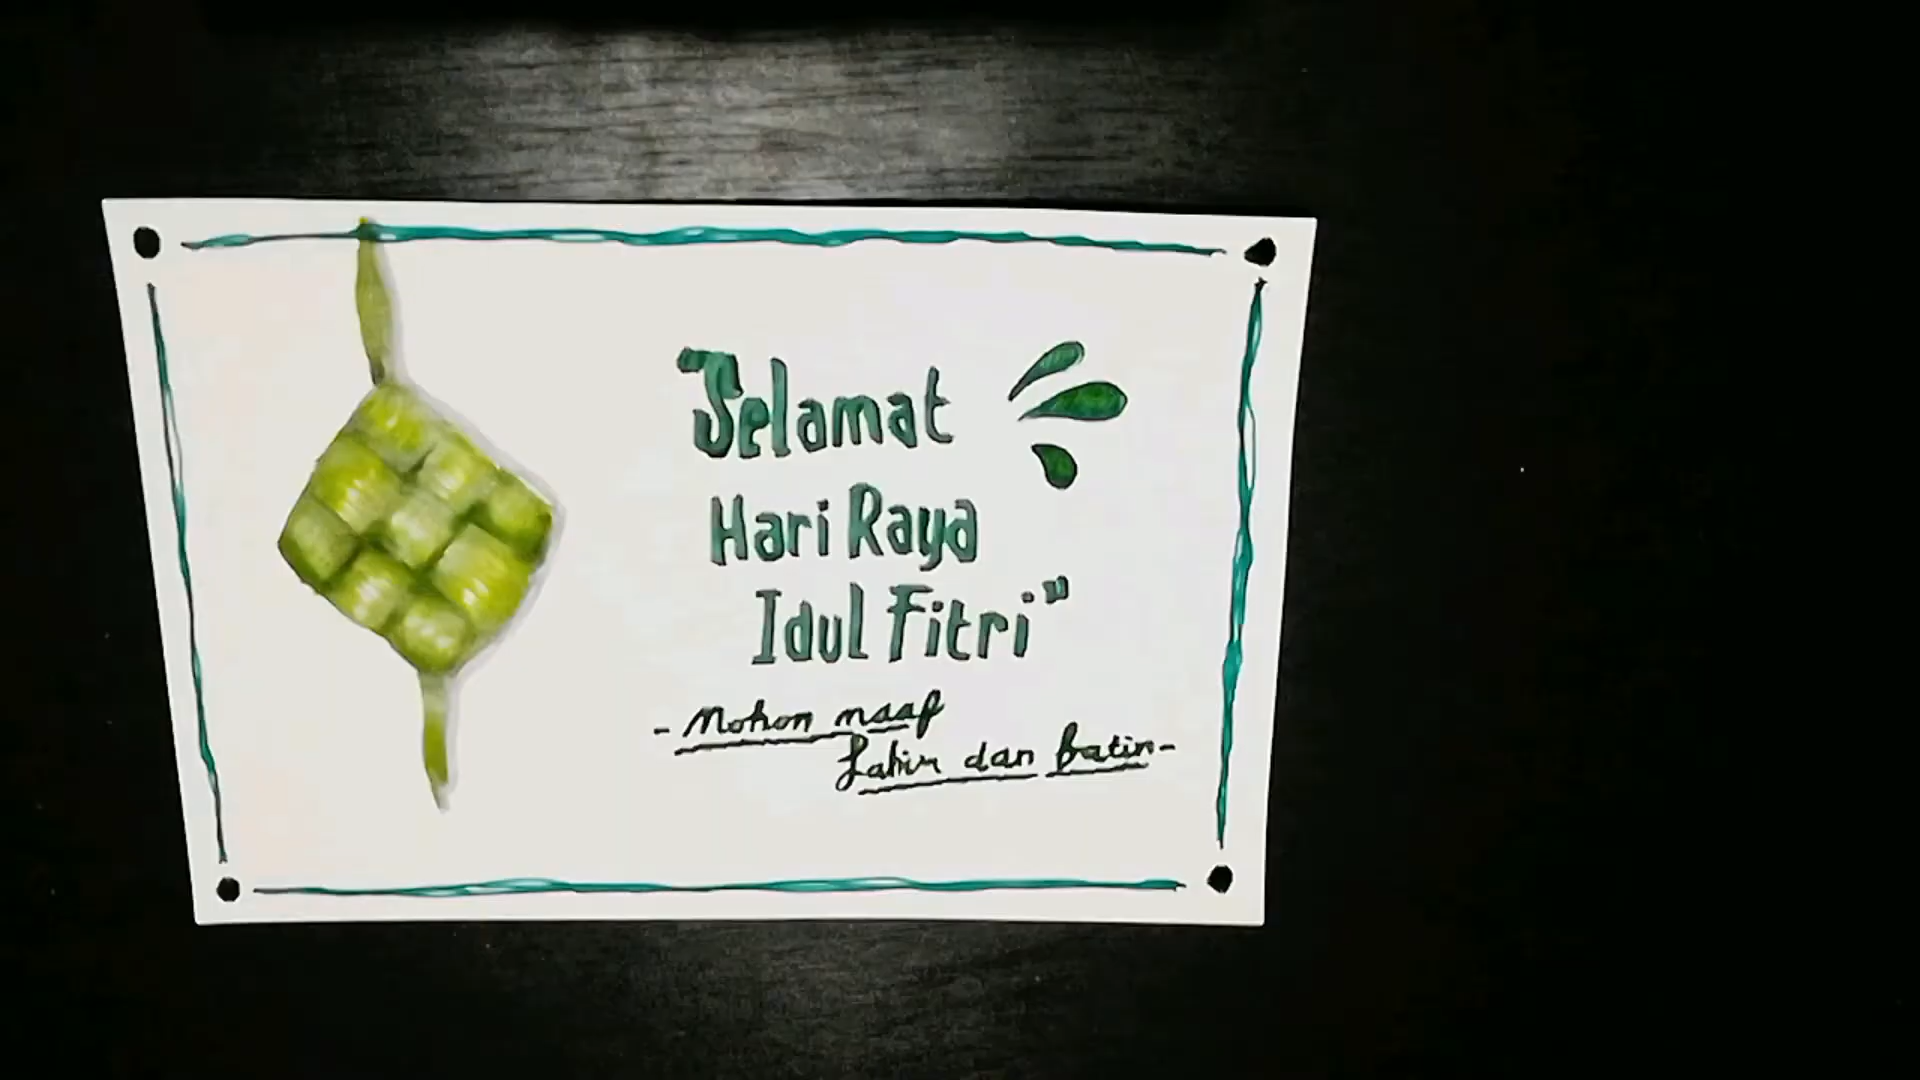 "Selamat
Hari Raya
Idul Fitri"
- Mohon maaf
Lahir dan Batin-